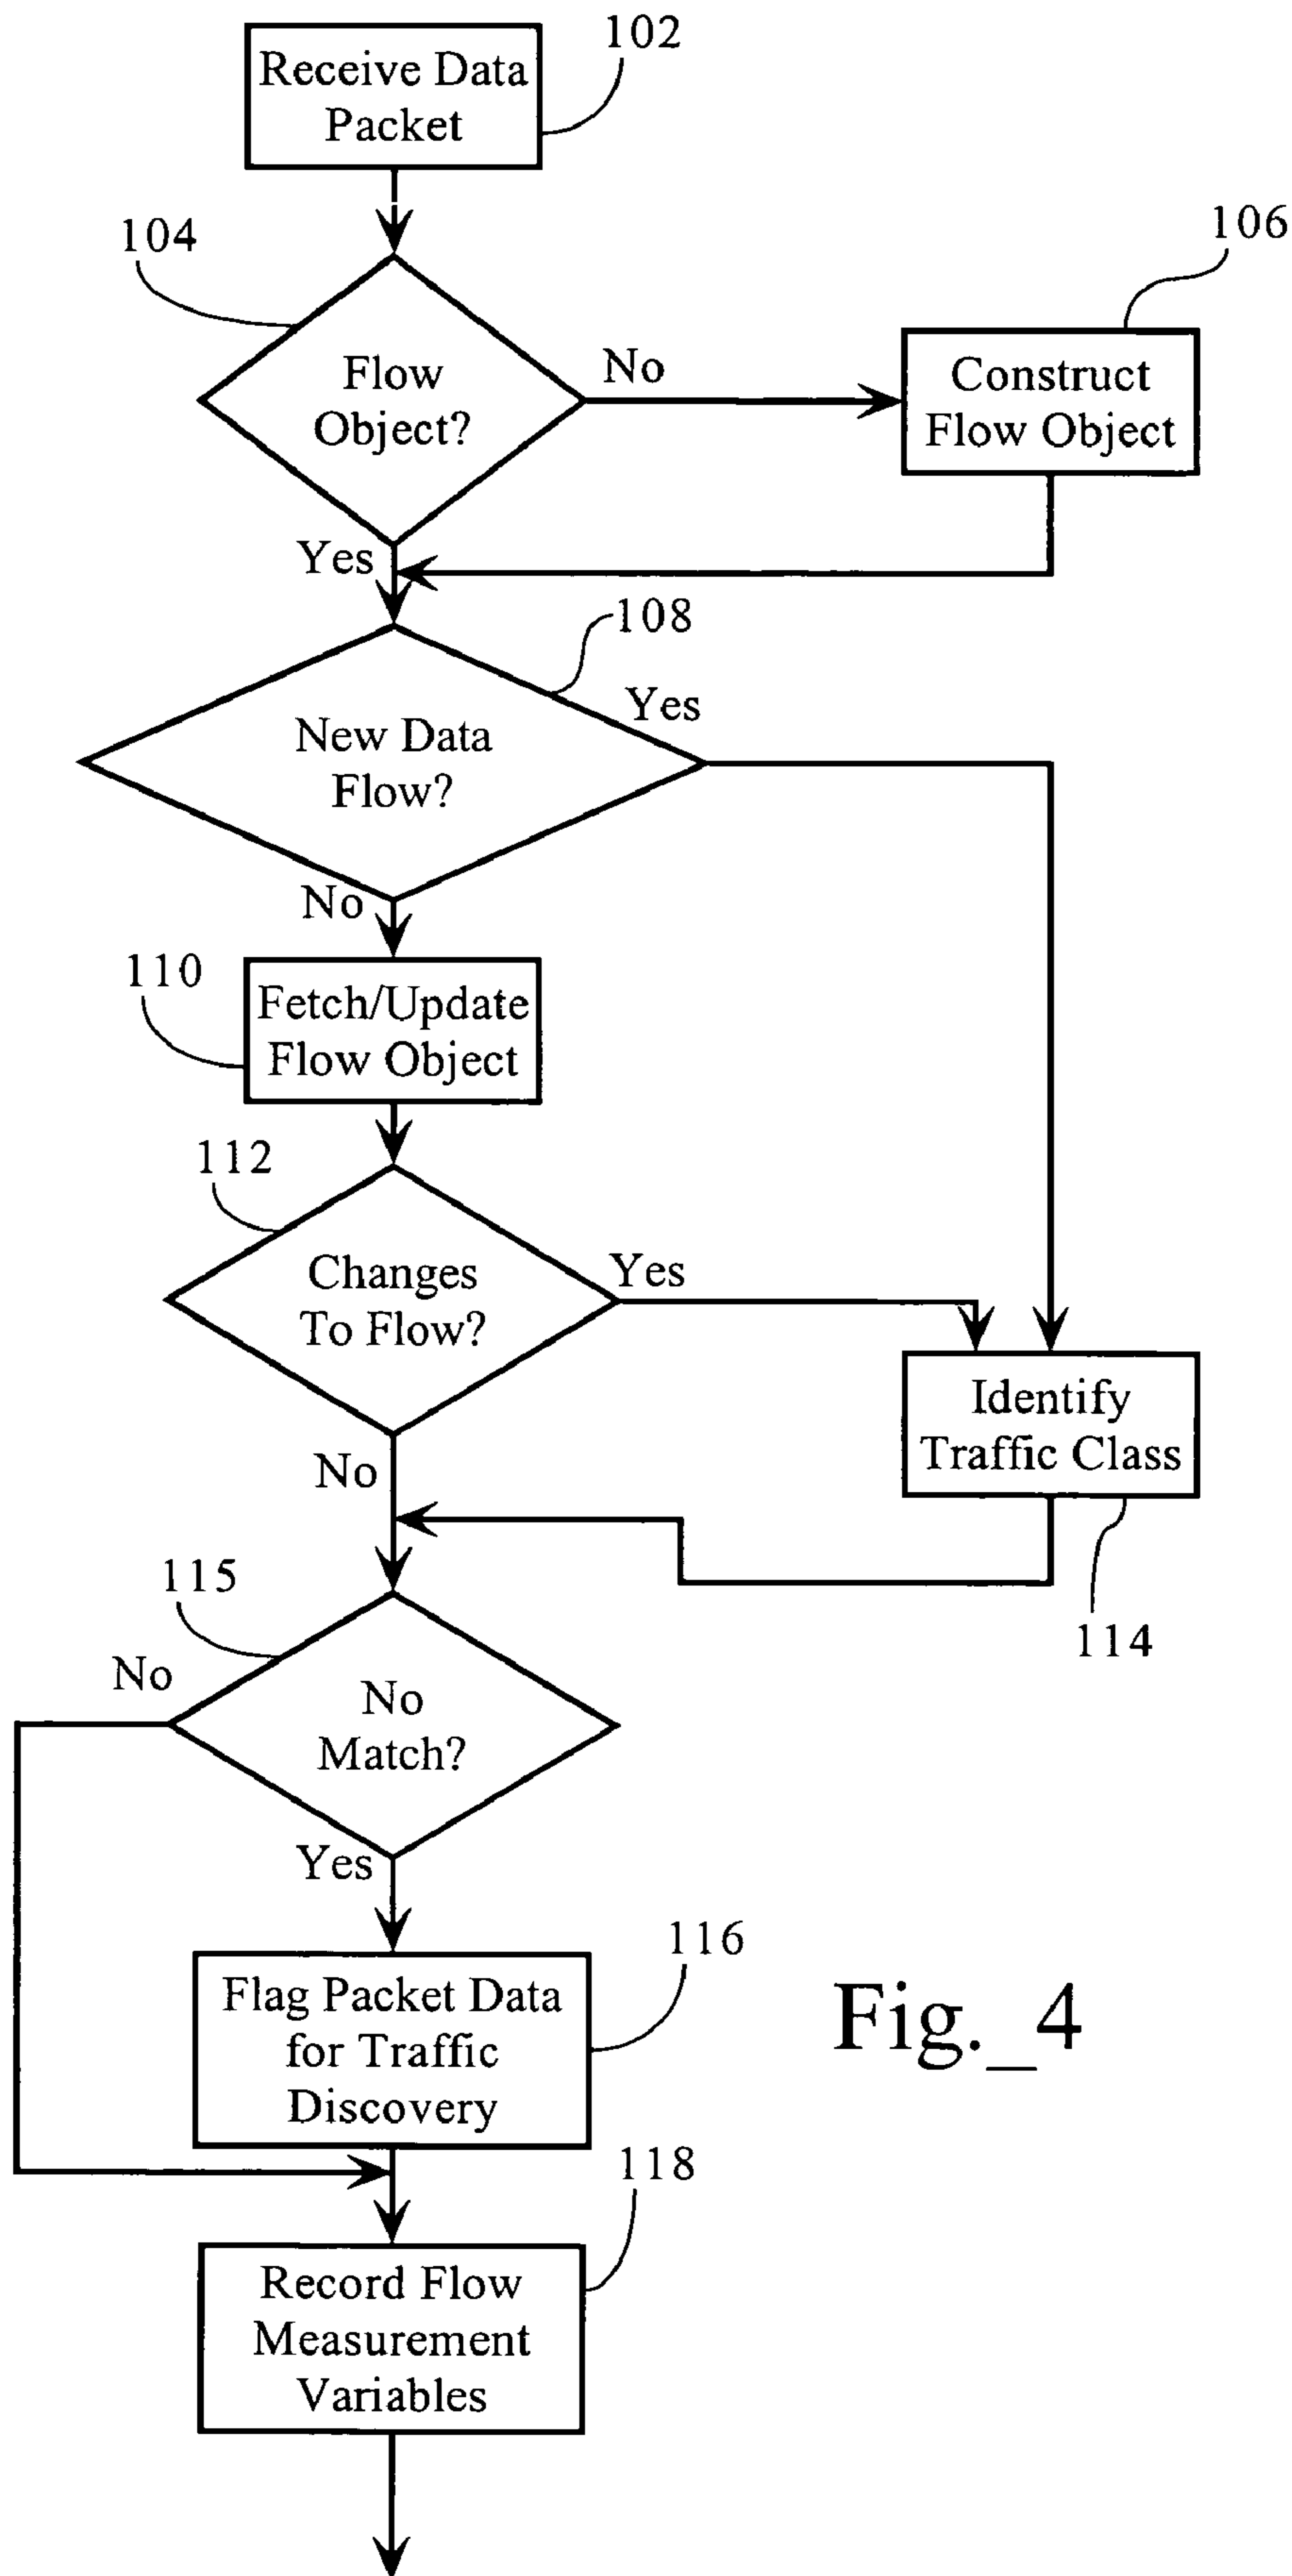 102
Receive Data
Packet
104
106
Flow
Object?
No
Construct
Flow Object
Yes
108
New Data
Flow?
Yes
No
110
Fetch/Update
Flow Object
112
Changes
To Flow?
Yes
Identify
Traffic Class
No
114
115
No
No
Match?
Yes
116
Flag Packet Data
for Traffic
Discovery
Fig._4
118
Record Flow
Measurement
Variables